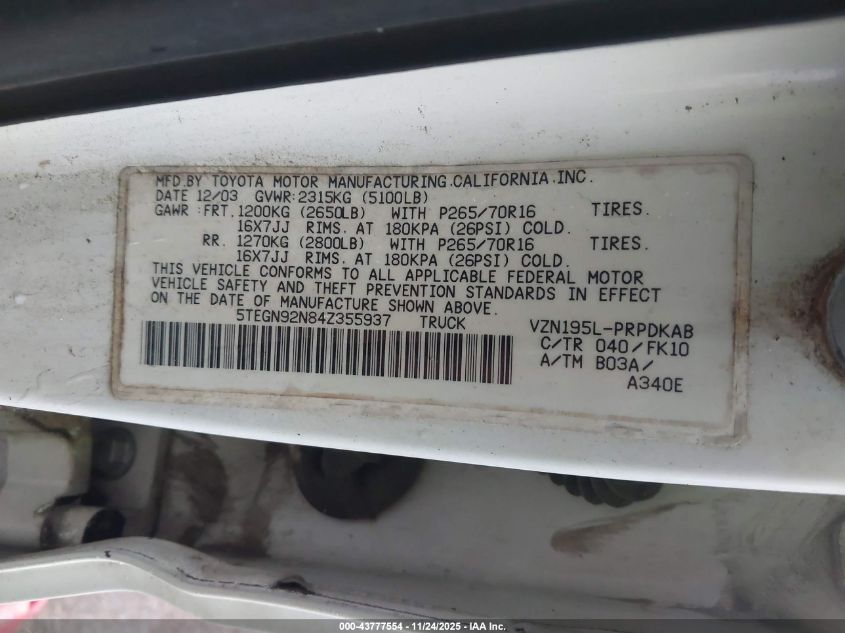 MFD.BY TOYOTA MOTOR MANUFACTURING.CALIFORNIA.INC.
DATE 12/03 GVWR:2315KG (5100LB)
GAWR :FRT.1200KG (2650LB) WITH P265/70R16 TIRES.
16X7JJ RIMS. AT 180KPA (26PSI) COLD.
RR. 1270KG (2800LB) WITH P265/70R16 TIRES.
16X7JJ RIMS. AT 180KPA (26PSI) COLD.
THIS VEHICLE CONFORMS TO ALL APPLICABLE FEDERAL MOTOR
VEHICLE SAFETY AND THEFT PREVENTION STANDARDS IN EFFECT
ON THE DATE OF MANUFACTURE SHOWN ABOVE.
5TEGN92N84Z355937 TRUCK VZN195L-PRPDKAB
C/TR 040/FK10
A/TM B03A/
A340E
000-43777554 - 11/24/2025 - IAA Inc.